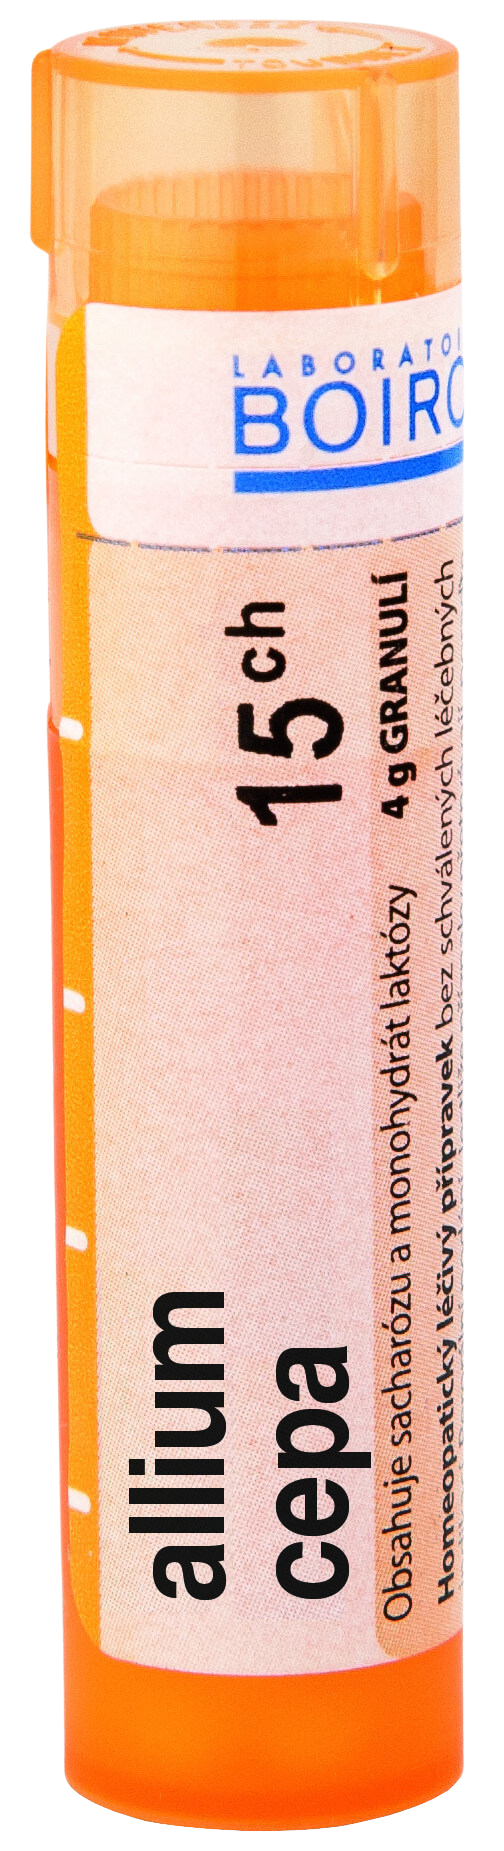 LABORATOI
BOIRO
15 ch
4 g GRANULÍ
allium
cepa
Obsahuje sacharózu a monohydrát laktózy
Homeopatický léčivý přípravek bez schválených léčebných